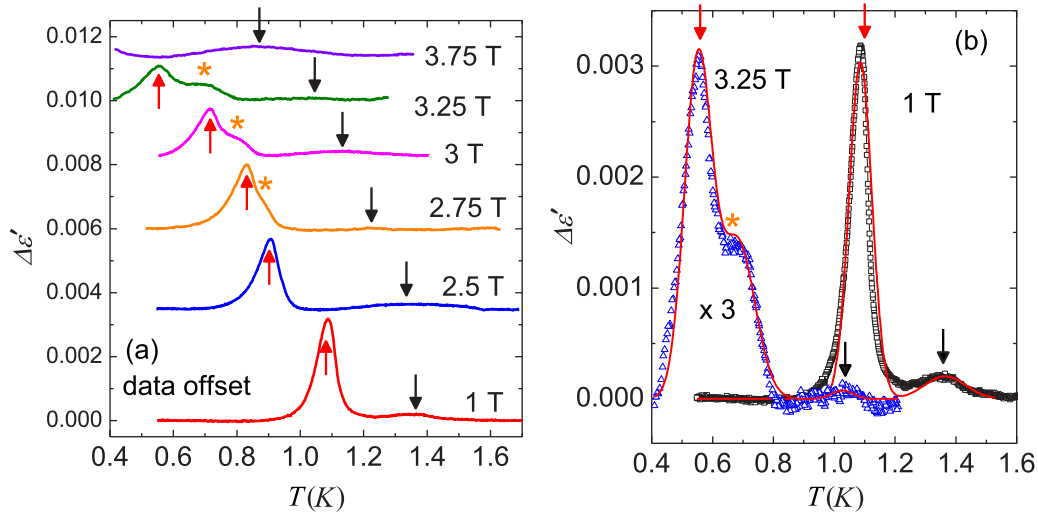 0.012
0.010
0.008
0.006
0.004
0.002
0.000
Δε′
3.75 T
*
3.25 T
*
3 T
*
2.75 T
2.5 T
(a)
data offset
1 T
0.4 0.6 0.8 1.0 1.2 1.4 1.6
T(K)
(b)
0.003
0.002
0.001
0.000
Δε′
3.25 T
1 T
*
x 3
0.4 0.6 0.8 1.0 1.2 1.4 1.6
T(K)